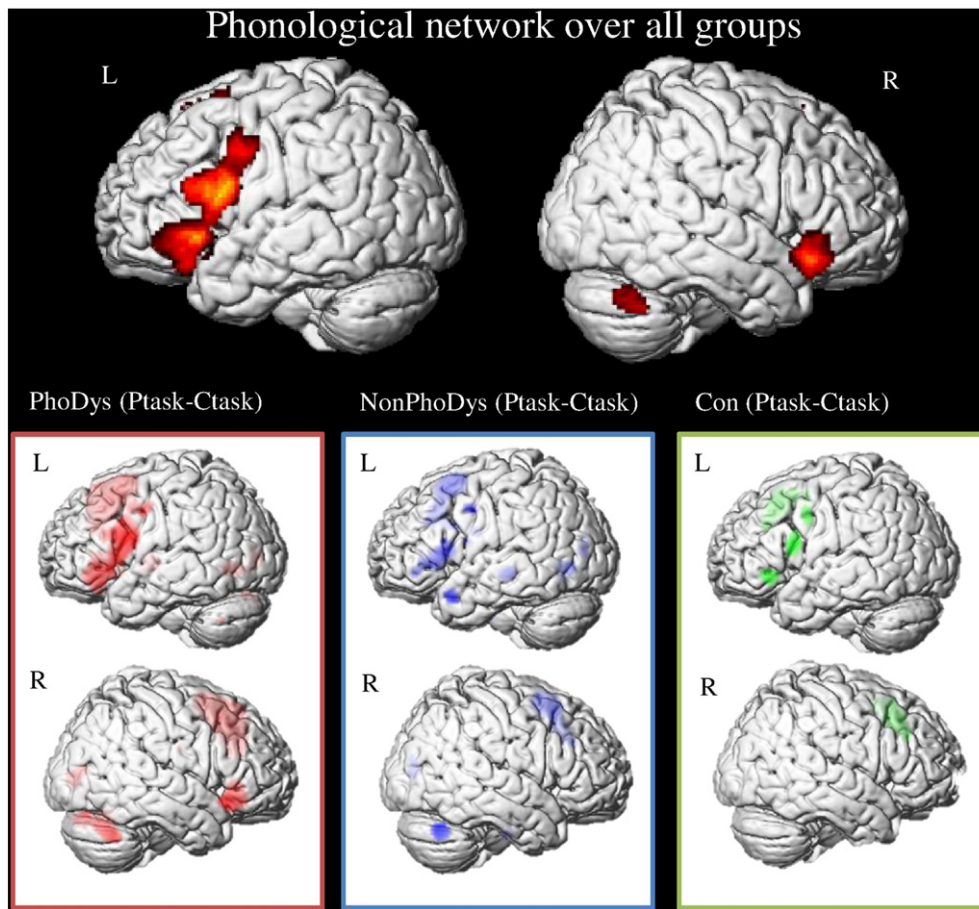 Phonological network over all groups
L
R
PhoDys (Ptask-Ctask)
NonPhoDys (Ptask-Ctask)
Con (Ptask-Ctask)
L
L
L
R
R
R